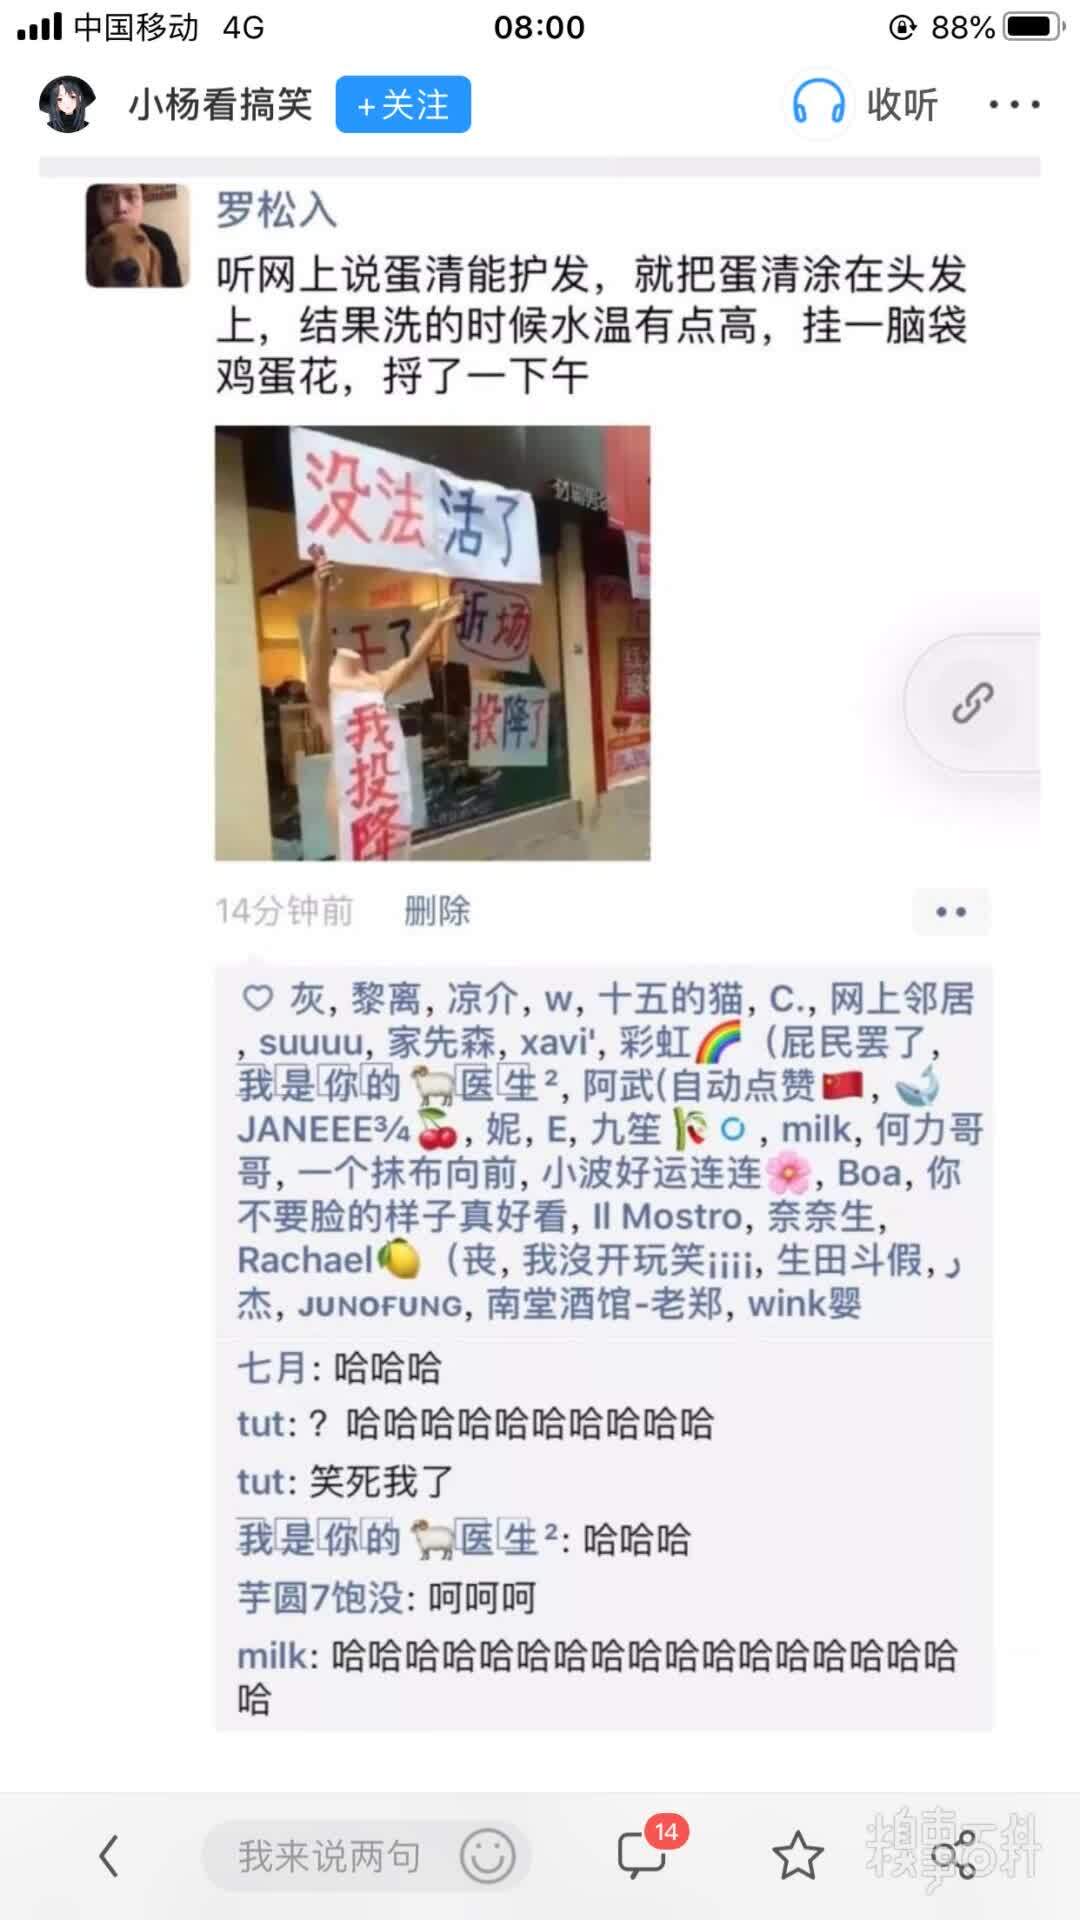 中国移动 4G 08:00 88%
小杨看搞笑 +关注 收听
罗松入
听网上说蛋清能护发，就把蛋清涂在头发
上，结果洗的时候水温有点高，挂一脑袋
鸡蛋花，捋了一下午
没法活了
拆场
干了
投降了
我投降
14分钟前 删除
灰, 黎离, 凉介, w, 十五的猫, C., 网上邻居
, suuuu, 家先森, xavi', 彩虹🌈（屁民罢了,
我是你的🐏医生², 阿武(自动点赞🇨🇳, 🐳
JANEEE¾🍒, 妮, E, 九笙🎋, milk, 何力哥
哥, 一个抹布向前, 小波好运连连🌸, Boa, 你
不要脸的样子真好看, Il Mostro, 奈奈生,
Rachael🍋（丧, 我沒开玩笑¡¡¡¡, 生田斗假,
杰, ᴊᴜɴᴏꜰᴜɴɢ, 南堂酒馆-老郑, wink婴
七月: 哈哈哈
tut: ? 哈哈哈哈哈哈哈哈哈哈
tut: 笑死我了
我是你的🐏医生²: 哈哈哈
芋圆7饱没: 呵呵呵
milk: 哈哈哈哈哈哈哈哈哈哈哈哈哈哈哈哈哈
哈
我来说两句 14
糗事百科